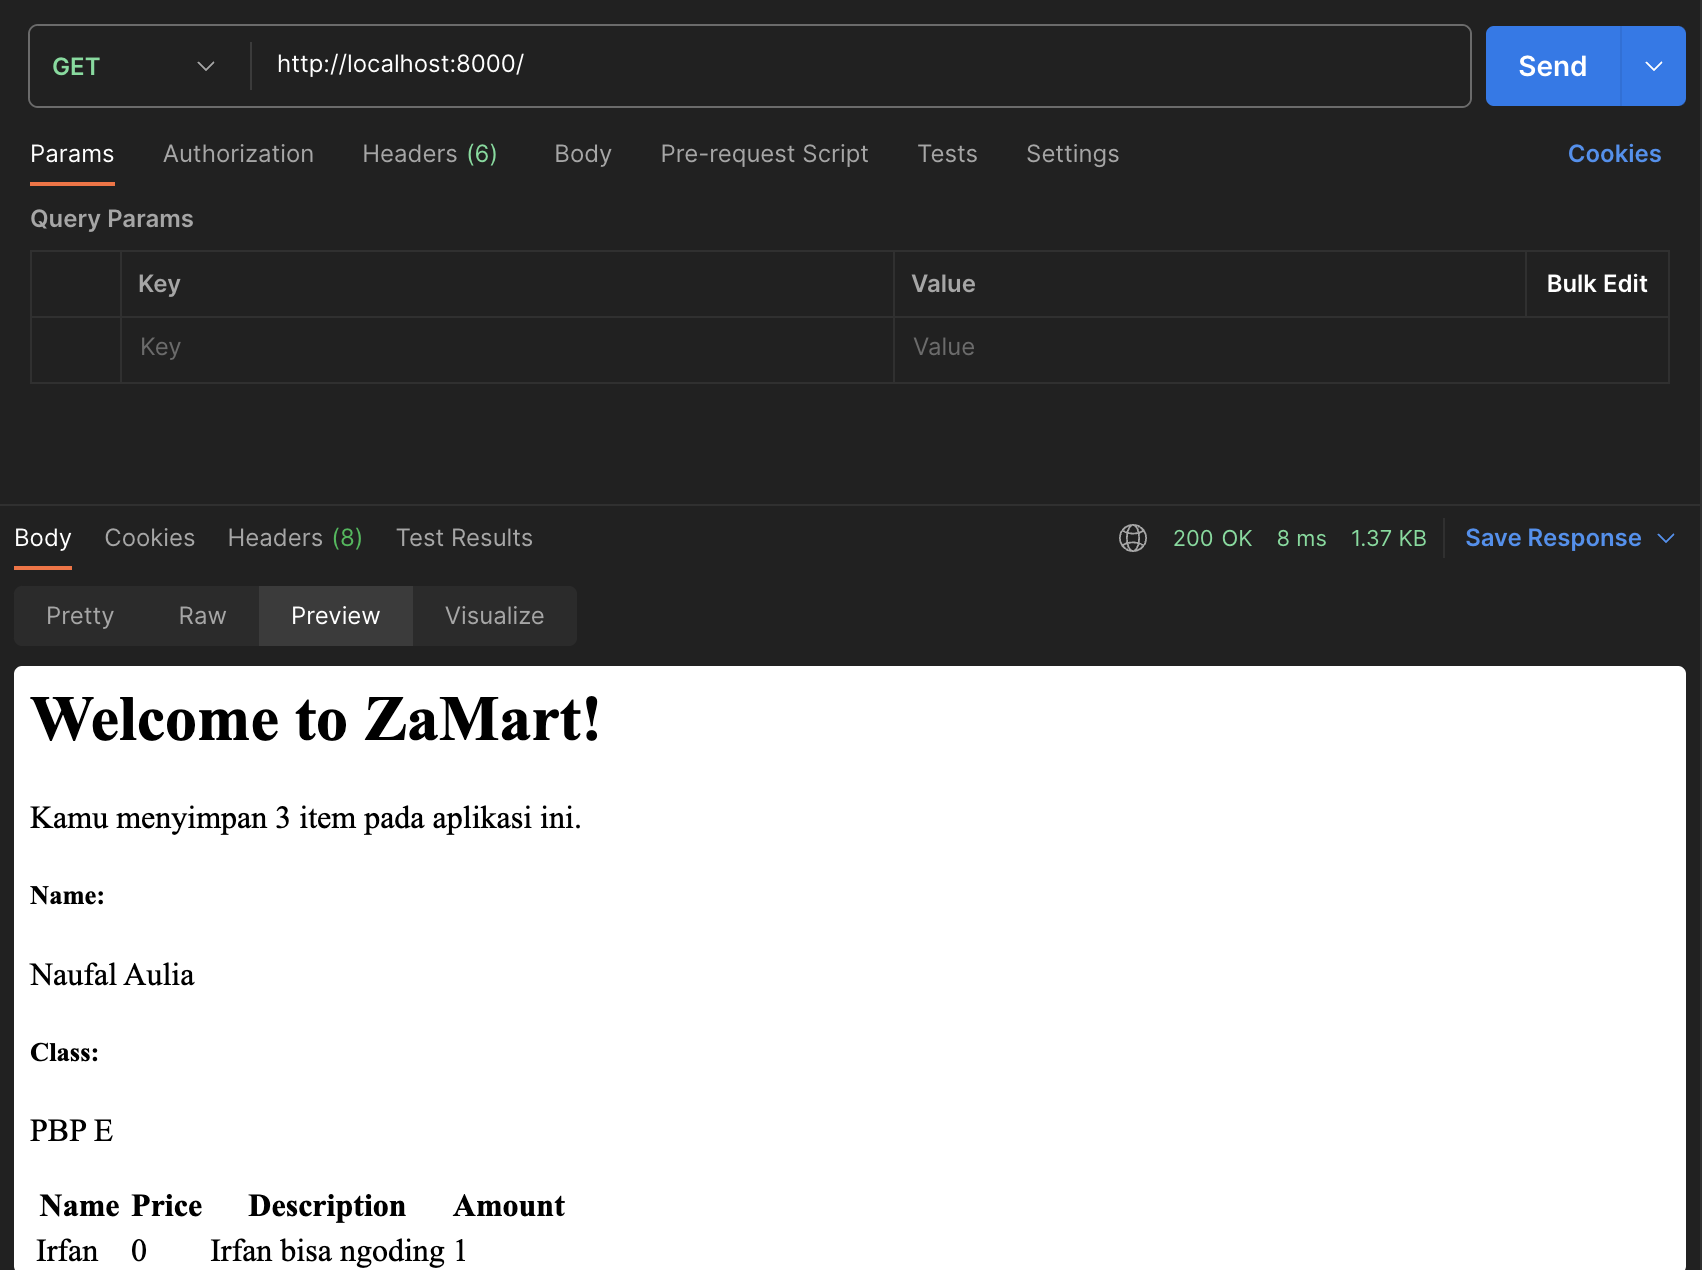 GET http://localhost:8000/ Send
Params Authorization Headers (6) Body Pre-request Script Tests Settings Cookies
Query Params
Key Value Bulk Edit
Key Value
Body Cookies Headers (8) Test Results 200 OK 8 ms 1.37 KB Save Response
Pretty Raw Preview Visualize
Welcome to ZaMart!
Kamu menyimpan 3 item pada aplikasi ini.
Name:
Naufal Aulia
Class:
PBP E
Name Price Description Amount
Irfan 0 Irfan bisa ngoding 1